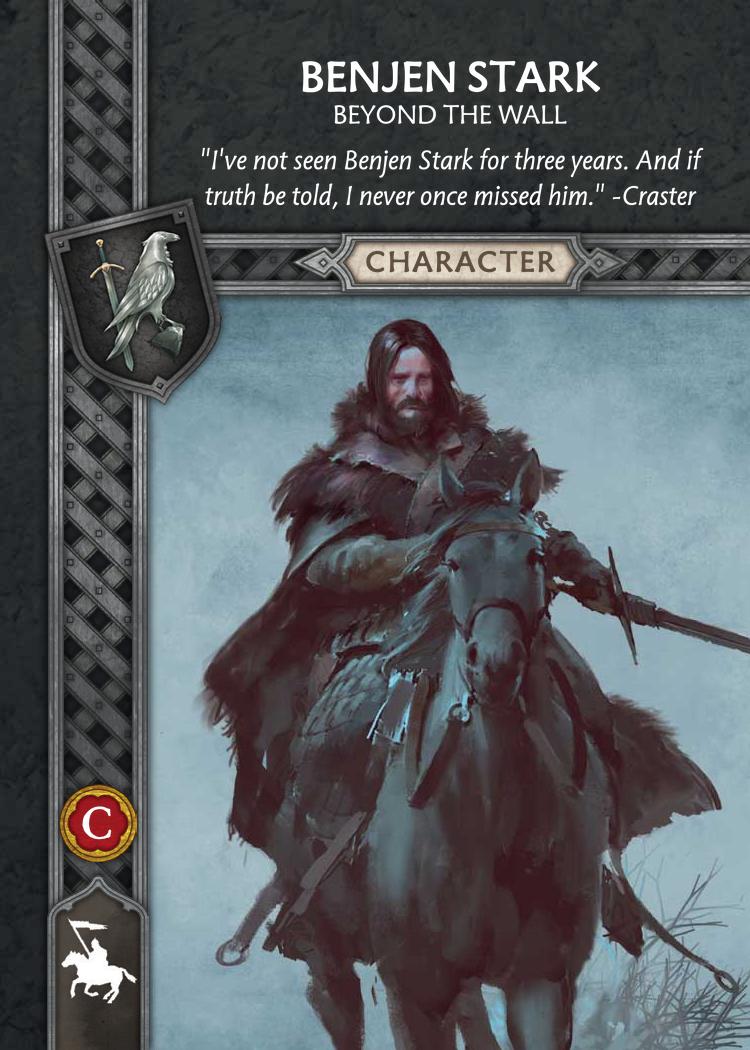 BENJEN STARK
BEYOND THE WALL
"I've not seen Benjen Stark for three years. And if
truth be told, I never once missed him." -Craster
CHARACTER
C